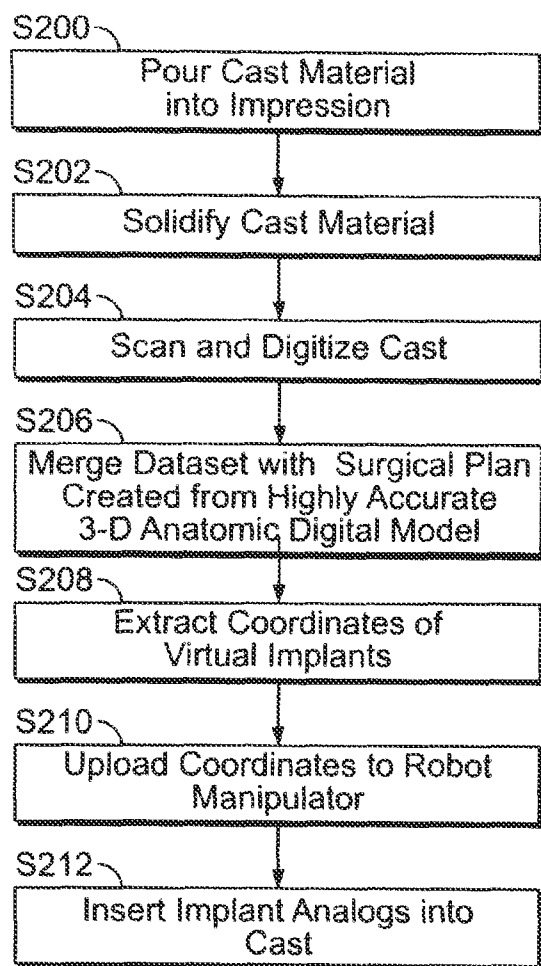 S200
Pour Cast Material
into Impression
S202
Solidify Cast Material
S204
Scan and Digitize Cast
S206
Merge Dataset with Surgical Plan
Created from Highly Accurate
3-D Anatomic Digital Model
S208
Extract Coordinates of
Virtual Implants
S210
Upload Coordinates to Robot
Manipulator
S212
Insert Implant Analogs into
Cast